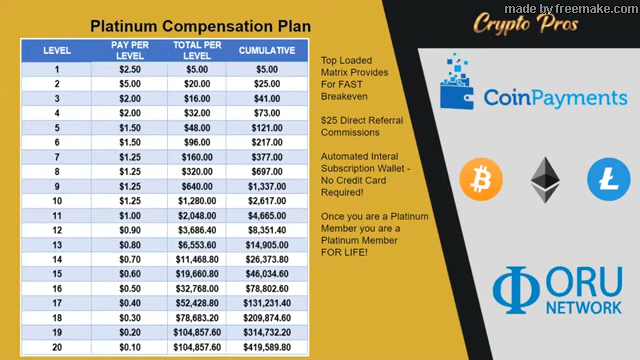 made by freemake.com
Platinum Compensation Plan
Crypto Pros
LEVEL PAY PER LEVEL TOTAL PER LEVEL CUMULATIVE
1 $2.50 $5.00 $5.00
2 $5.00 $20.00 $25.00
3 $2.00 $16.00 $41.00
4 $2.00 $32.00 $73.00
5 $1.50 $48.00 $121.00
6 $1.50 $96.00 $217.00
7 $1.25 $160.00 $377.00
8 $1.25 $320.00 $697.00
9 $1.25 $640.00 $1,337.00
10 $1.25 $1,280.00 $2,617.00
11 $1.00 $2,048.00 $4,665.00
12 $0.90 $3,686.40 $8,351.40
13 $0.80 $6,553.60 $14,905.00
14 $0.70 $11,468.80 $26,373.80
15 $0.60 $19,660.80 $46,034.60
16 $0.50 $32,768.00 $78,802.60
17 $0.40 $52,428.80 $131,231.40
18 $0.30 $78,683.20 $209,874.60
19 $0.20 $104,857.60 $314,732.20
20 $0.10 $104,857.60 $419,589.80
Top Loaded
Matrix Provides
For FAST
Breakeven
$25 Direct Referral
Commissions
Automated Interal
Subscription Wallet -
No Credit Card
Required!
Once you are a Platinum
Member you are a
Platinum Member
FOR LIFE!
CoinPayments
ORU
NETWORK